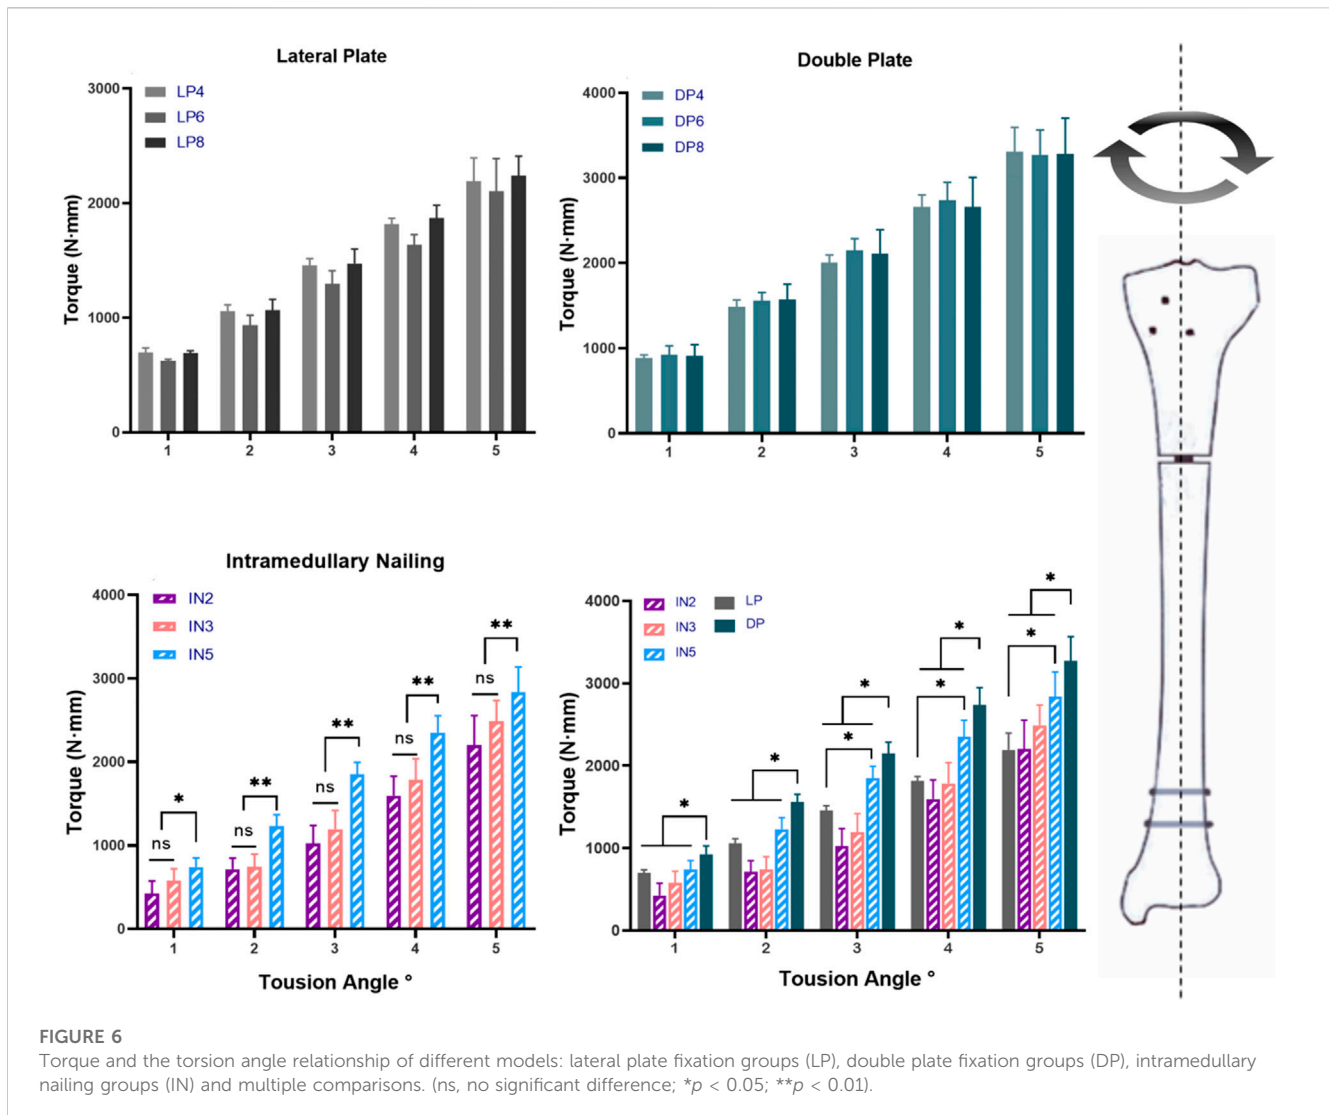 Lateral Plate
3000
2000
1000
0
Torque (N·mm)
LP4
LP6
LP8
1 2 3 4 5
Double Plate
4000
3000
2000
1000
0
Torque (N·mm)
DP4
DP6
DP8
1 2 3 4 5
Intramedullary Nailing
4000
3000
2000
1000
0
Torque (N·mm)
IN2
IN3
IN5
ns * ns ** ns ** ns ** ns **
1 2 3 4 5
Tousion Angle °
4000
3000
2000
1000
0
Torque (N·mm)
IN2 LP
IN3 DP
IN5
* * * * * * * *
1 2 3 4 5
Tousion Angle °
FIGURE 6
Torque and the torsion angle relationship of different models: lateral plate fixation groups (LP), double plate fixation groups (DP), intramedullary
nailing groups (IN) and multiple comparisons. (ns, no significant difference; *p < 0.05; **p < 0.01).